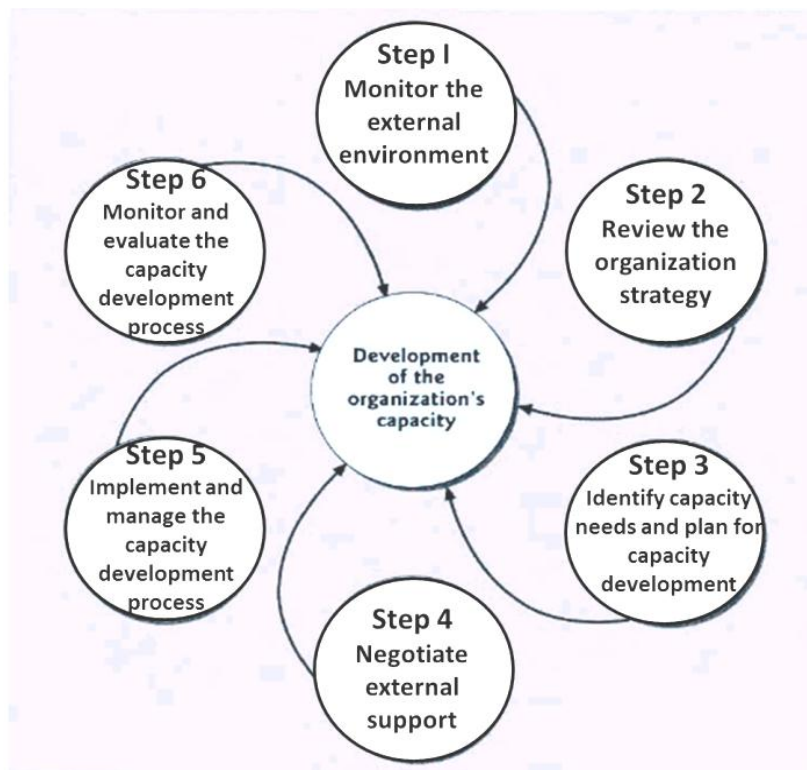 Step I
Monitor the
external
environment
Step 2
Review the
organization
strategy
Step 3
Identify capacity
needs and plan for
capacity
development
Step 4
Negotiate
external
support
Step 5
Implement and
manage the
capacity
development
process
Step 6
Monitor and
evaluate the
capacity
development
process
Development
of the
organization's
capacity